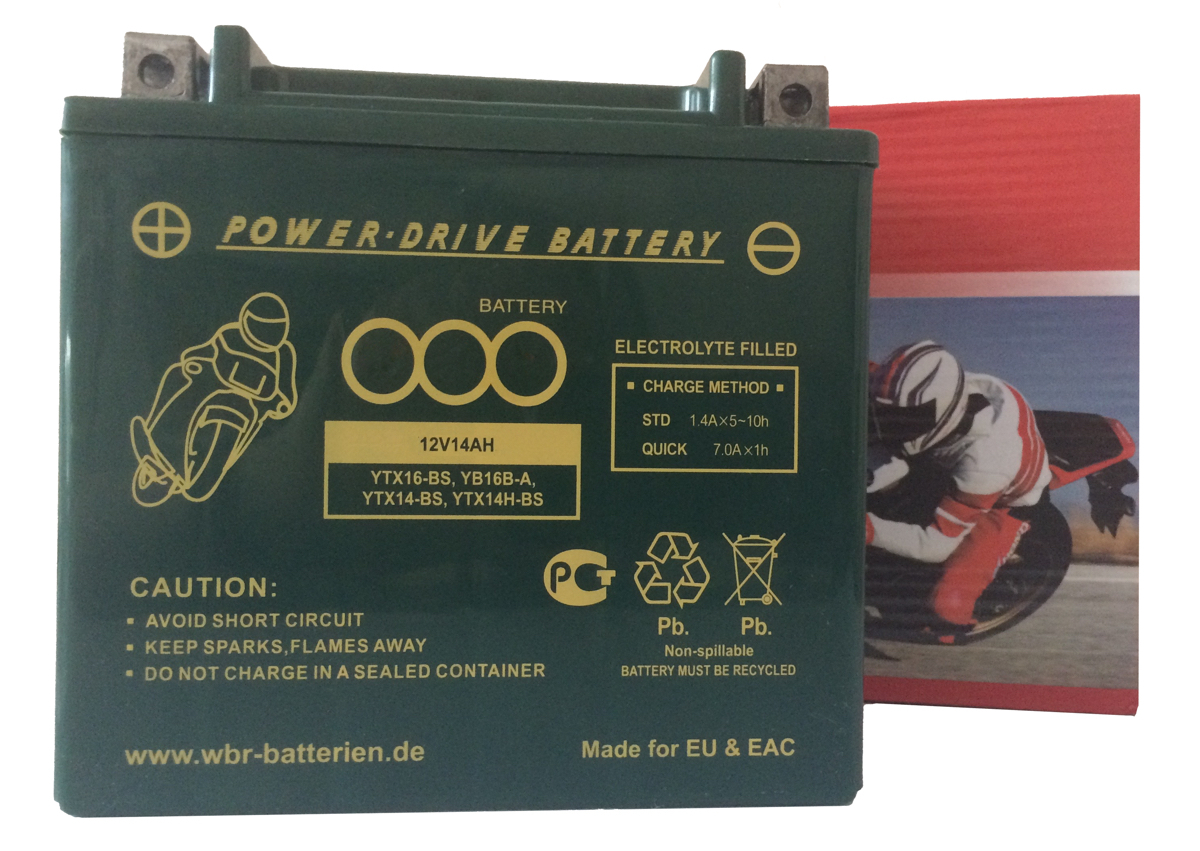 POWER-DRIVE BATTERY
BATTERY
ELECTROLYTE FILLED
▪ CHARGE METHOD ▪
STD 1.4A×5~10h
QUICK 7.0A×1h
12V14AH
YTX16-BS, YB16B-A,
YTX14-BS, YTX14H-BS
РСТ
CAUTION:
▪ AVOID SHORT CIRCUIT
▪ KEEP SPARKS,FLAMES AWAY
▪ DO NOT CHARGE IN A SEALED CONTAINER
Pb. Pb.
Non-spillable
BATTERY MUST BE RECYCLED
www.wbr-batterien.de
Made for EU & EAC